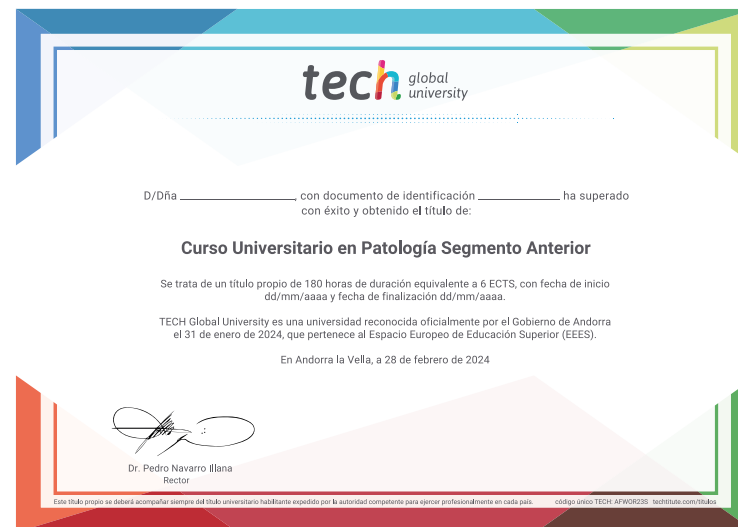 tech global
university
D/Dña ______________, con documento de identificación __________ ha superado
con éxito y obtenido el título de:
Curso Universitario en Patología Segmento Anterior
Se trata de un título propio de 180 horas de duración equivalente a 6 ECTS, con fecha de inicio
dd/mm/aaaa y fecha de finalización dd/mm/aaaa.
TECH Global University es una universidad reconocida oficialmente por el Gobierno de Andorra
el 31 de enero de 2024, que pertenece al Espacio Europeo de Educación Superior (EEES).
En Andorra la Vella, a 28 de febrero de 2024
Dr. Pedro Navarro Illana
Rector
Este título propio se deberá acompañar siempre del título universitario habilitante expedido por la autoridad competente para ejercer profesionalmente en cada país. código único TECH: AFWOR23S techtitute.com/titulos